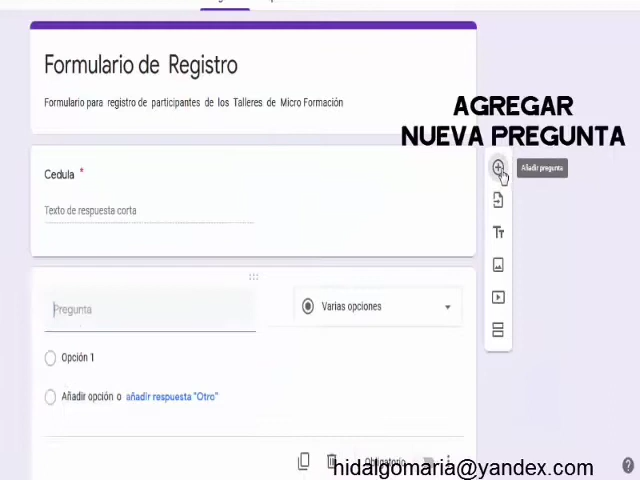 Formulario de Registro
Formulario para registro de participantes de los Talleres de Micro Formación
AGREGAR
NUEVA PREGUNTA
Añadir pregunta
Cedula *
Texto de respuesta corta
Pregunta
Varias opciones
Opción 1
Añadir opción o añadir respuesta "Otro"
Obligatorio
hidalgomaria@yandex.com